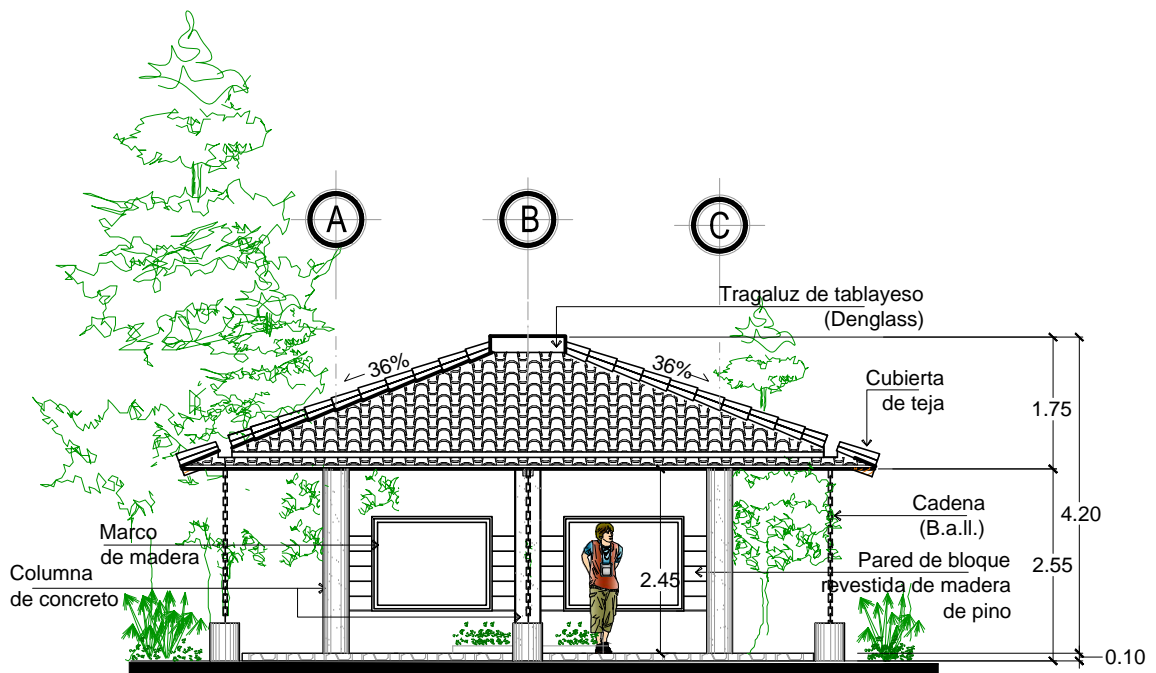 A
B
C
Tragaluz de tablayeso
(Denglass)
36%
36%
Cubierta
de teja
1.75
Cadena
(B.a.ll.)
4.20
Marco
de madera
Columna
de concreto
2.45
Pared de bloque
revestida de madera
de pino
2.55
0.10